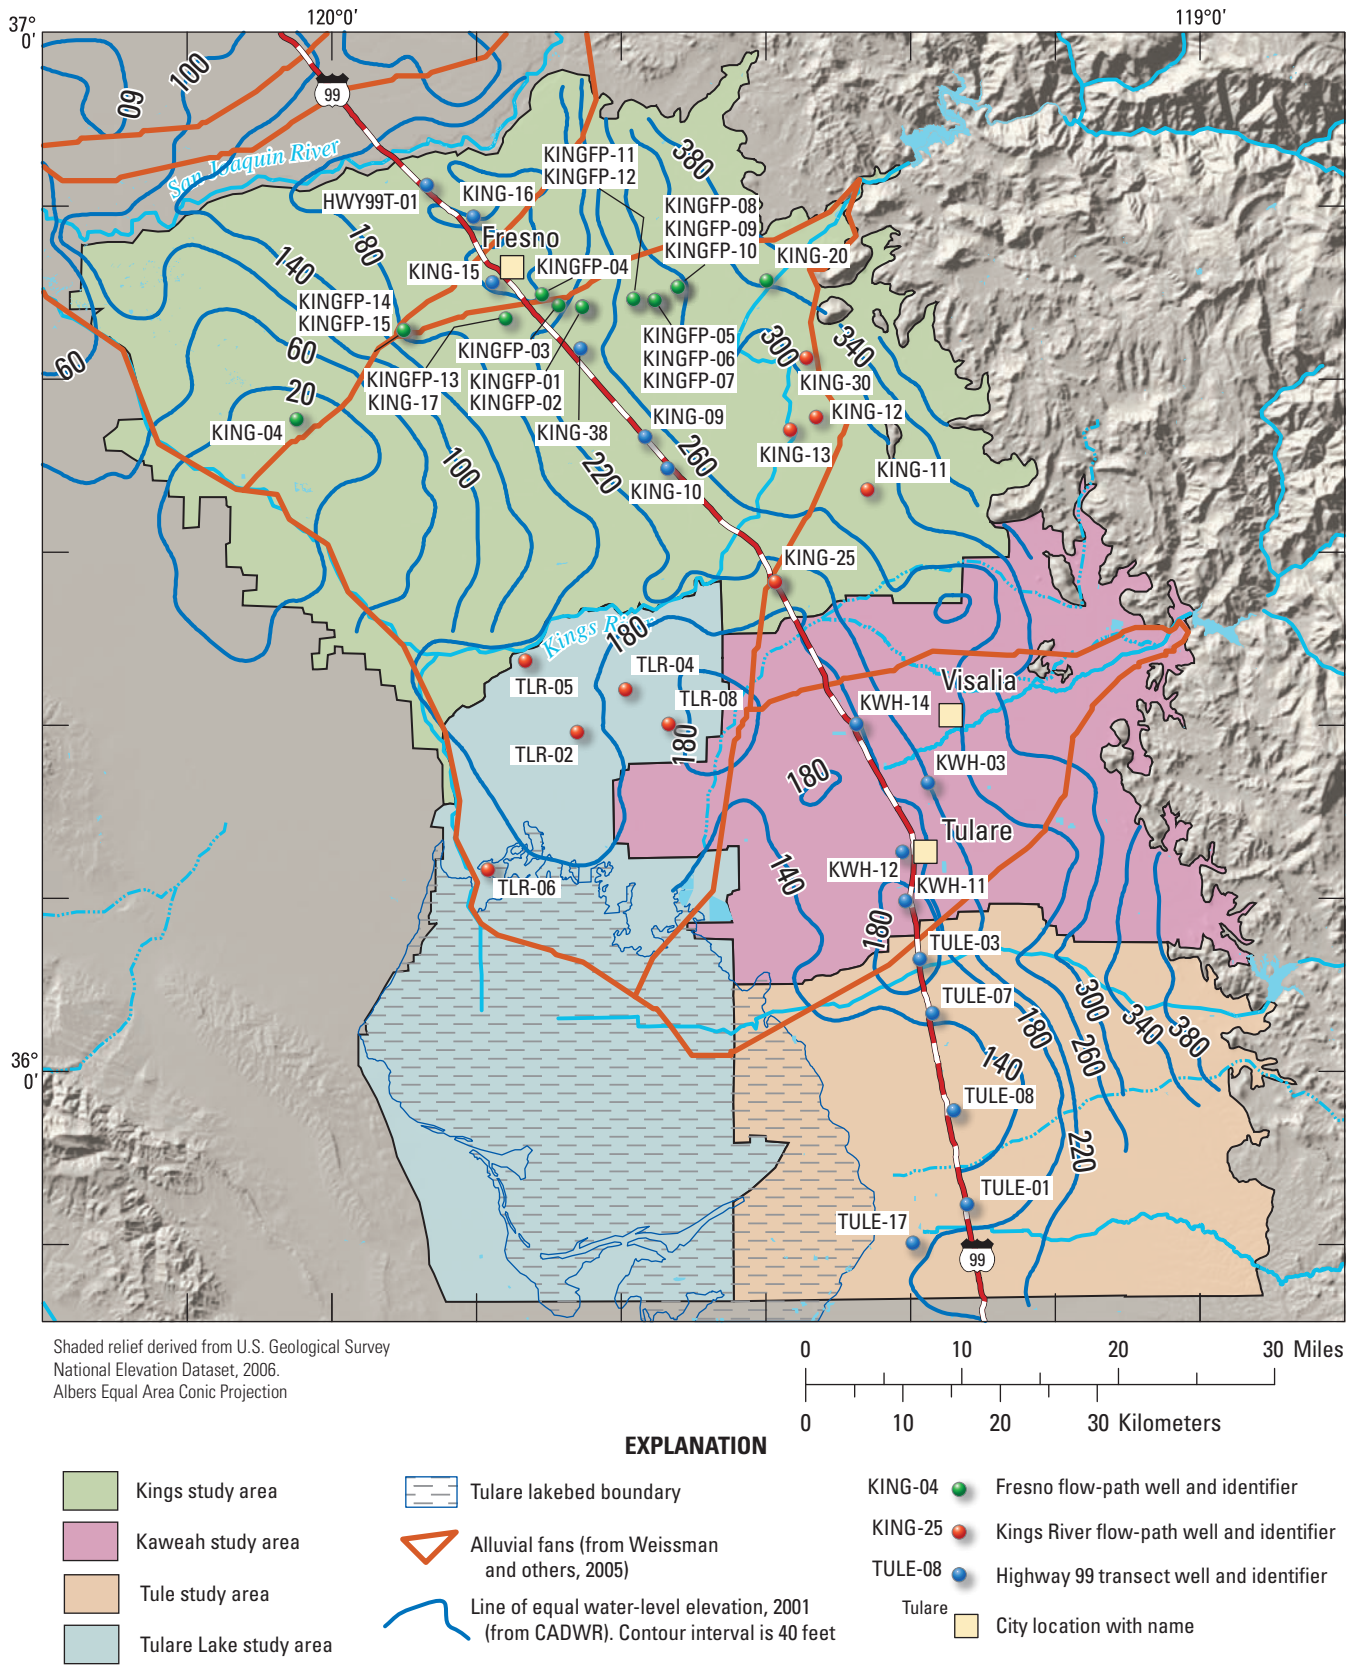 120°0′
119°0′
37°
0′
100
60
99
San Joaquin River
380
KINGFP-11
KINGFP-12
HWY99T-01
KING-16
KINGFP-08
KINGFP-09
KINGFP-10
Fresno
180
140
KING-15
KINGFP-04
KING-20
KINGFP-14
KINGFP-15
60
60
20
KINGFP-03
KINGFP-05
KINGFP-06
KINGFP-07
300
340
KINGFP-13
KING-17
KINGFP-01
KINGFP-02
KING-30
KING-04
KING-38
KING-09
KING-12
100
220
260
KING-13
KING-11
KING-10
KING-25
Kings River
180
TLR-05
TLR-04
TLR-08
Visalia
KWH-14
TLR-02
180
180
KWH-03
Tulare
140
KWH-12
KWH-11
TLR-06
180
TULE-03
TULE-07
300
340
380
180
260
36°
0′
140
TULE-08
220
TULE-01
TULE-17
99
Shaded relief derived from U.S. Geological Survey
National Elevation Dataset, 2006.
Albers Equal Area Conic Projection
0 10 20 30 Miles
0 10 20 30 Kilometers
EXPLANATION
Kings study area
Kaweah study area
Tule study area
Tulare Lake study area
Tulare lakebed boundary
Alluvial fans (from Weissman
and others, 2005)
Line of equal water-level elevation, 2001
(from CADWR). Contour interval is 40 feet
KING-04 Fresno flow-path well and identifier
KING-25 Kings River flow-path well and identifier
TULE-08 Highway 99 transect well and identifier
Tulare City location with name